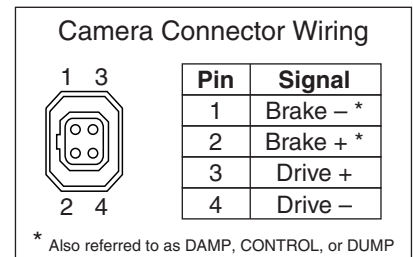 Camera Connector Wiring
1 3
2 4
Pin Signal
1 Brake – *
2 Brake + *
3 Drive +
4 Drive –
* Also referred to as DAMP, CONTROL, or DUMP